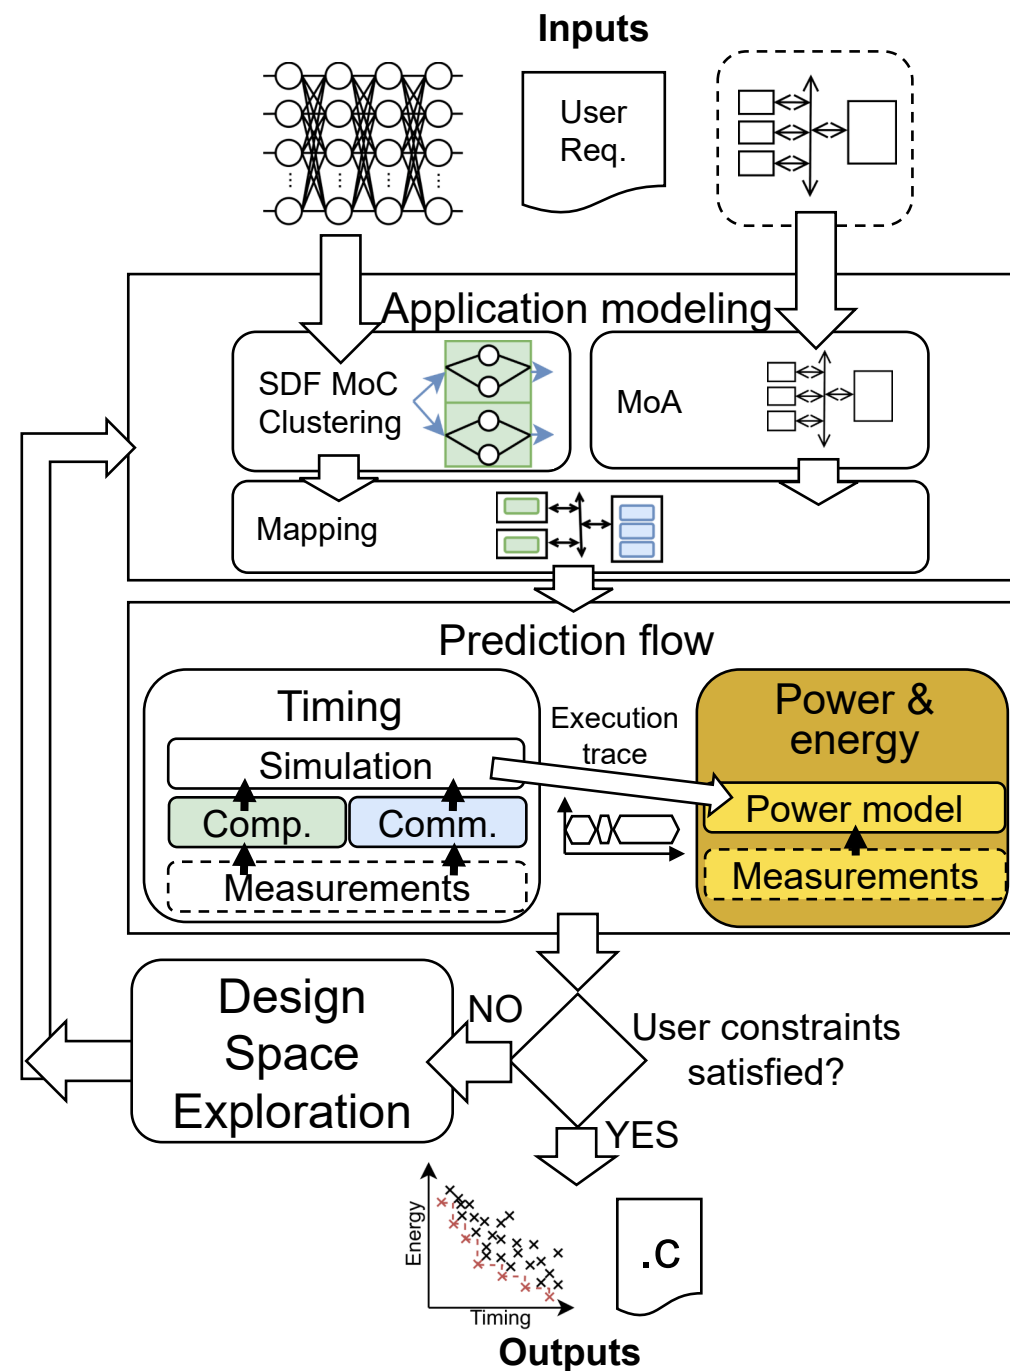 Inputs
User
Req.
Application modeling
SDF MoC
Clustering
MoA
Mapping
Prediction flow
Timing
Simulation
Comp.
Comm.
Measurements
Execution
trace
Power &
energy
Power model
Measurements
Design
Space
Exploration
NO
User constraints
satisfied?
YES
Energy
Timing
.c
Outputs